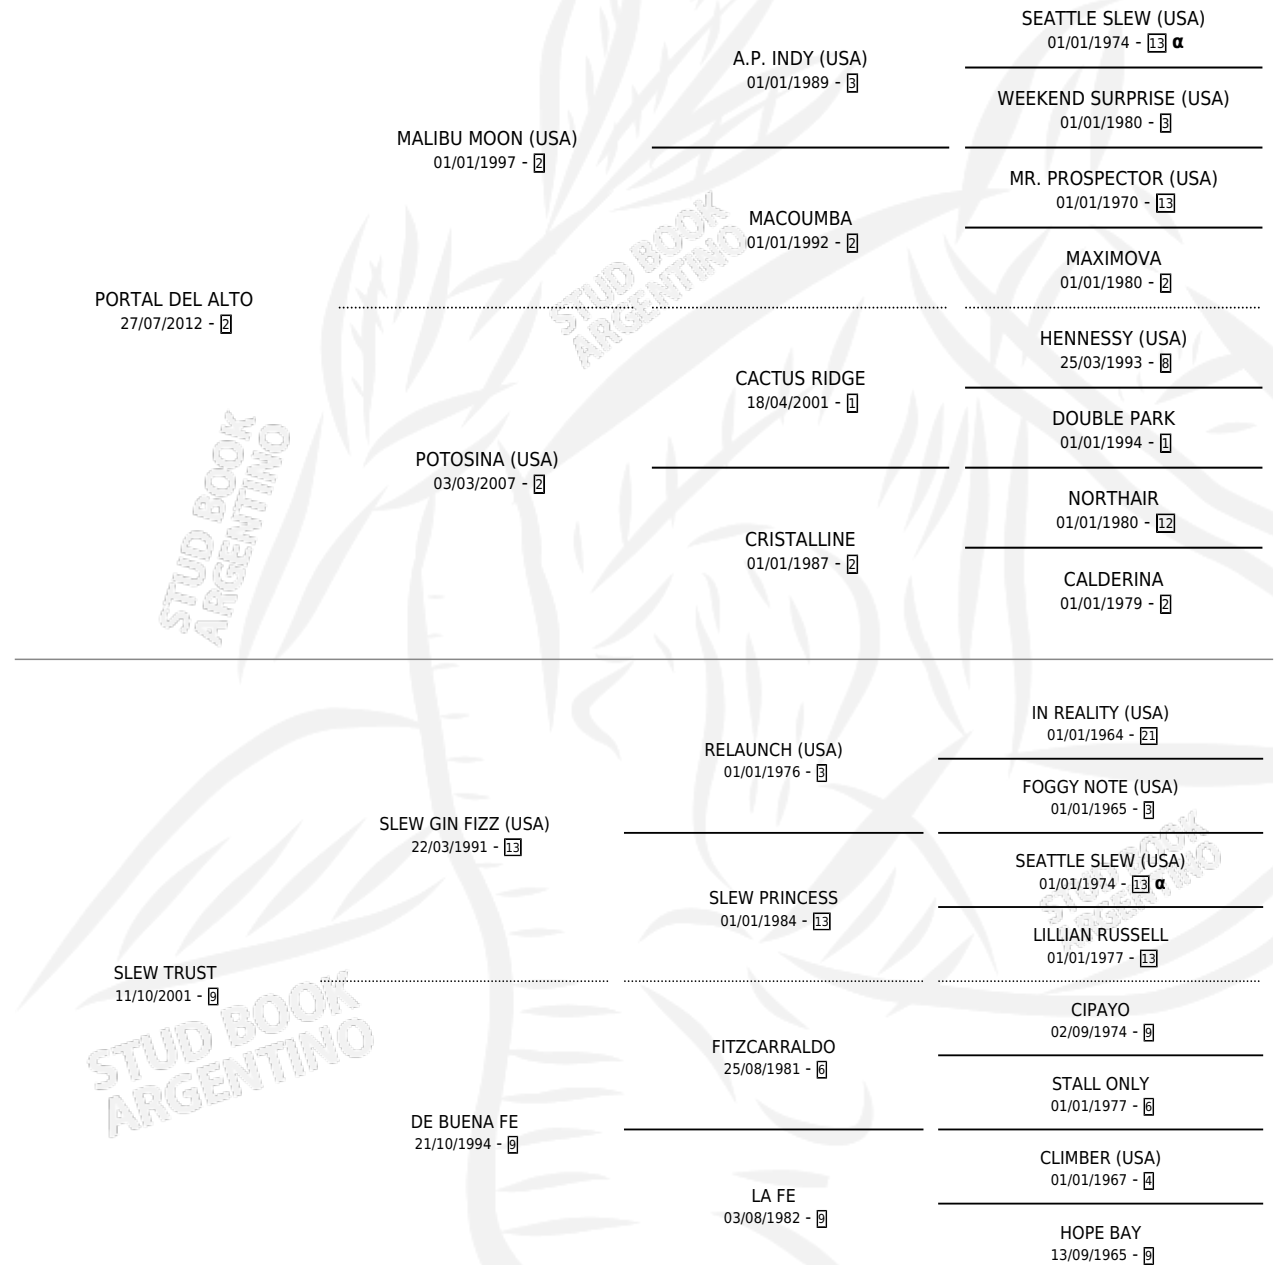 SEATTLE SLEW (USA)
01/01/1974 - 13 α
A.P. INDY (USA)
01/01/1989 - 3
WEEKEND SURPRISE (USA)
01/01/1980 - 3
MALIBU MOON (USA)
01/01/1997 - 2
MR. PROSPECTOR (USA)
01/01/1970 - 13
MACOUMBA
01/01/1992 - 2
MAXIMOVA
01/01/1980 - 2
PORTAL DEL ALTO
27/07/2012 - 2
HENNESSY (USA)
25/03/1993 - 8
CACTUS RIDGE
18/04/2001 - 1
DOUBLE PARK
01/01/1994 - 1
POTOSINA (USA)
03/03/2007 - 2
NORTHAIR
01/01/1980 - 12
CRISTALLINE
01/01/1987 - 2
CALDERINA
01/01/1979 - 2
STUD BOOK
ARGENTINO
STUD BOOK
ARGENTINO
IN REALITY (USA)
01/01/1964 - 21
RELAUNCH (USA)
01/01/1976 - 3
FOGGY NOTE (USA)
01/01/1965 - 3
SLEW GIN FIZZ (USA)
22/03/1991 - 13
SEATTLE SLEW (USA)
01/01/1974 - 13 α
SLEW PRINCESS
01/01/1984 - 13
LILLIAN RUSSELL
01/01/1977 - 13
SLEW TRUST
11/10/2001 - 9
CIPAYO
02/09/1974 - 9
FITZCARRALDO
25/08/1981 - 6
STALL ONLY
01/01/1977 - 6
DE BUENA FE
21/10/1994 - 9
CLIMBER (USA)
01/01/1967 - 4
LA FE
03/08/1982 - 9
HOPE BAY
13/09/1965 - 9
STUD BOOK
ARGENTINO
STUD BOOK
ARGENTINO